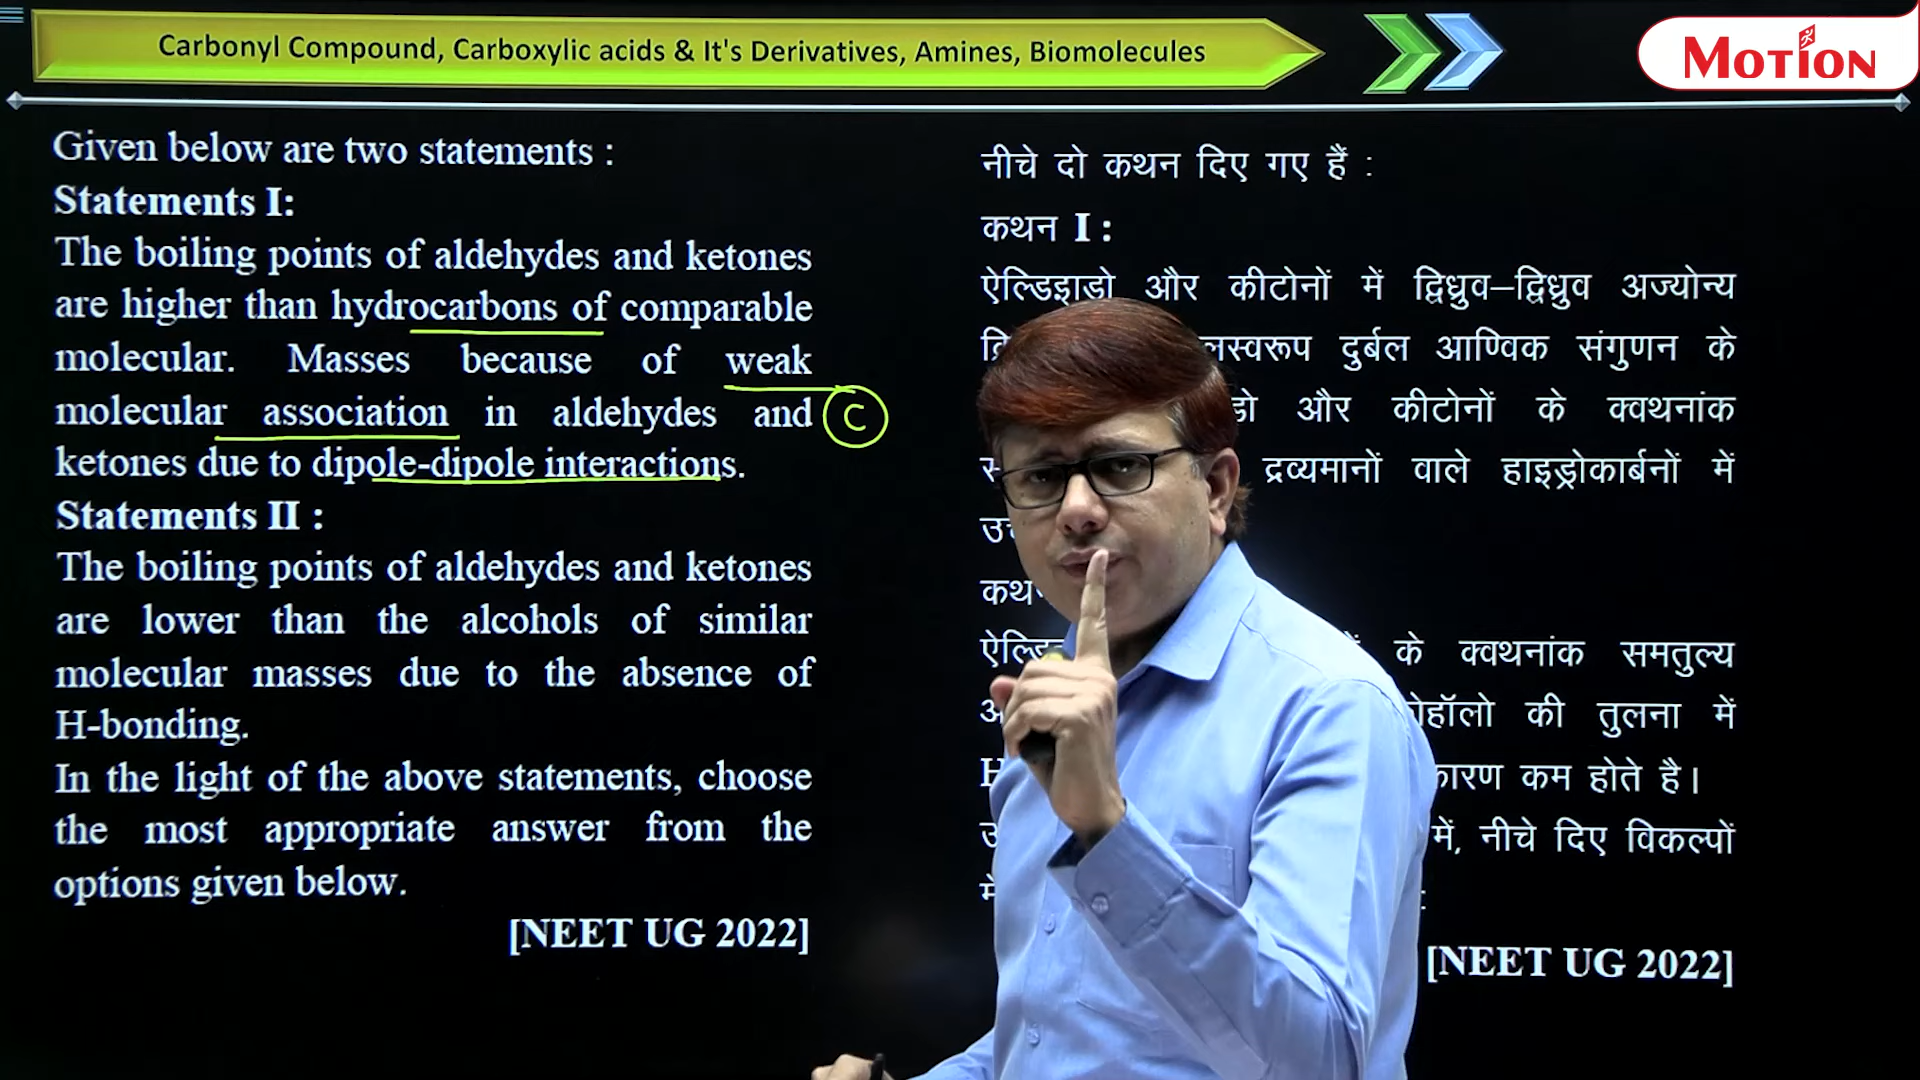 Carbonyl Compound, Carboxylic acids & It's Derivatives, Amines, Biomolecules
MOTION
Given below are two statements :
Statements I:
The boiling points of aldehydes and ketones
are higher than hydrocarbons of comparable
molecular. Masses because of weak
molecular association in aldehydes and
C
ketones due to dipole-dipole interactions.
Statements II :
The boiling points of aldehydes and ketones
are lower than the alcohols of similar
molecular masses due to the absence of
H-bonding.
In the light of the above statements, choose
the most appropriate answer from the
options given below.
[NEET UG 2022]
नीचे दो कथन दिए गए हैं :
कथन I :
और कीटोनों में द्विध्रुव–द्विध्रुव अज्योन्य
दुर्बल आण्विक संगुणन के
और कीटोनों के क्वथनांक
द्रव्यमानों वाले हाइड्रोकार्बनों में
के क्वथनांक समतुल्य
की तुलना में
कम होते है।
में, नीचे दिए विकल्पों
[NEET UG 2022]